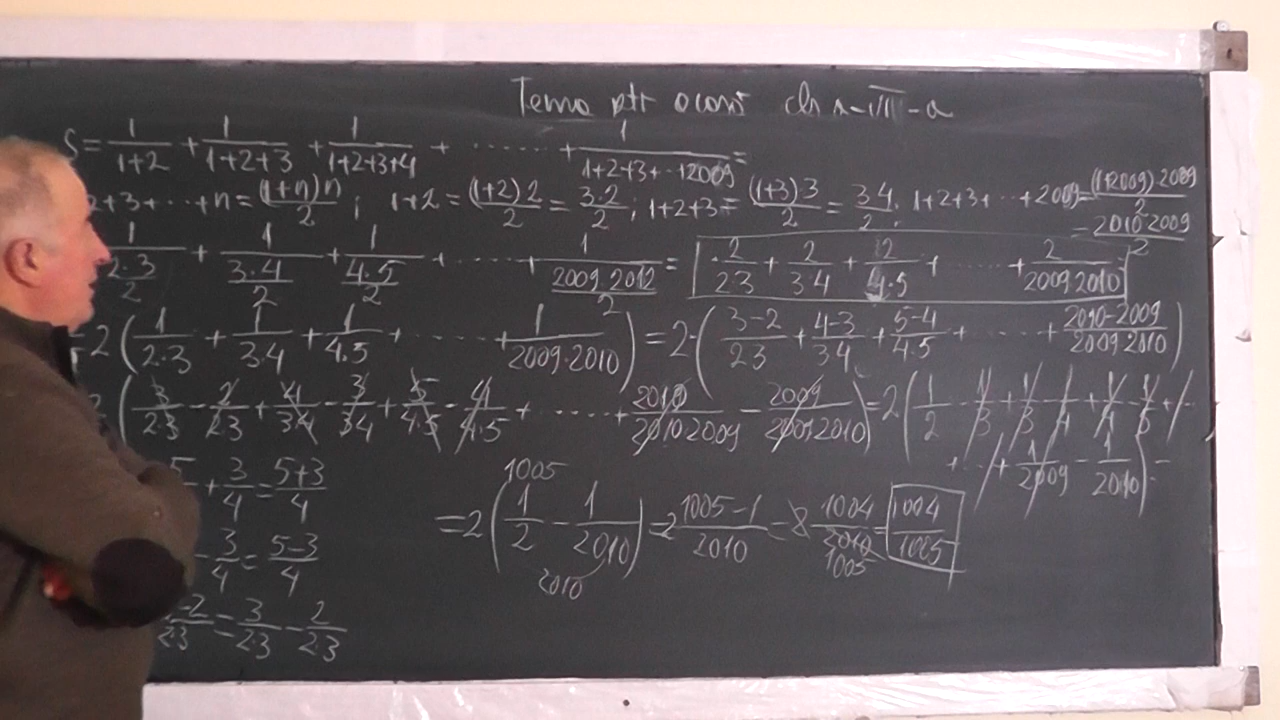 Tema ptr
S = 1/(1+2) + 1/(1+2+3) + 1/(1+2+3+4) + ...... + 1/(1+2+3+...+2009) =
2+3+...+n = (1+n)n/2 ; 1+2 = (1+2)2/2 = 3·2/2 ; 1+2+3 = (1+3)3/2 = 3·4/2 ; 1+2+3+...+2009 = (1+2009)·2009/2
= 2010·2009/2
1/(2·3/2) + 1/(3·4/2) + 1/(4·5/2) + ...... + 1/(2009·2012/2) = 2/(2·3) + 2/(3·4) + 2/(4·5) + ...... + 2/(2009·2010)
2(1/(2·3) + 1/(3·4) + 1/(4·5) + ...... + 1/(2009·2010)) = 2·((3-2)/(2·3) + (4-3)/(3·4) + (5-4)/(4·5) + ...... + (2010-2009)/(2009·2010))
(3/(2·3) - 2/(2·3) + 4/(3·4) - 3/(3·4) + 5/(4·5) - 4/(4·5) + ...... + 2010/(2010·2009) - 2009/(2009·2010)) = 2(1/2 - 1/3 + 1/3 - 1/4 + 1/4 - 1/5 +
+ ... + 1/2009 - 1/2010) =
5 + 3/4 = (5+3)/4
1005
= 2(1/2 - 1/2010) = 2 (1005-1)/2010 = 2 1004/2010 = 1004/1005
2010
1005
- 3/4 = (5-3)/4
-2/(2·3) = 3/(2·3) - 2/(2·3)